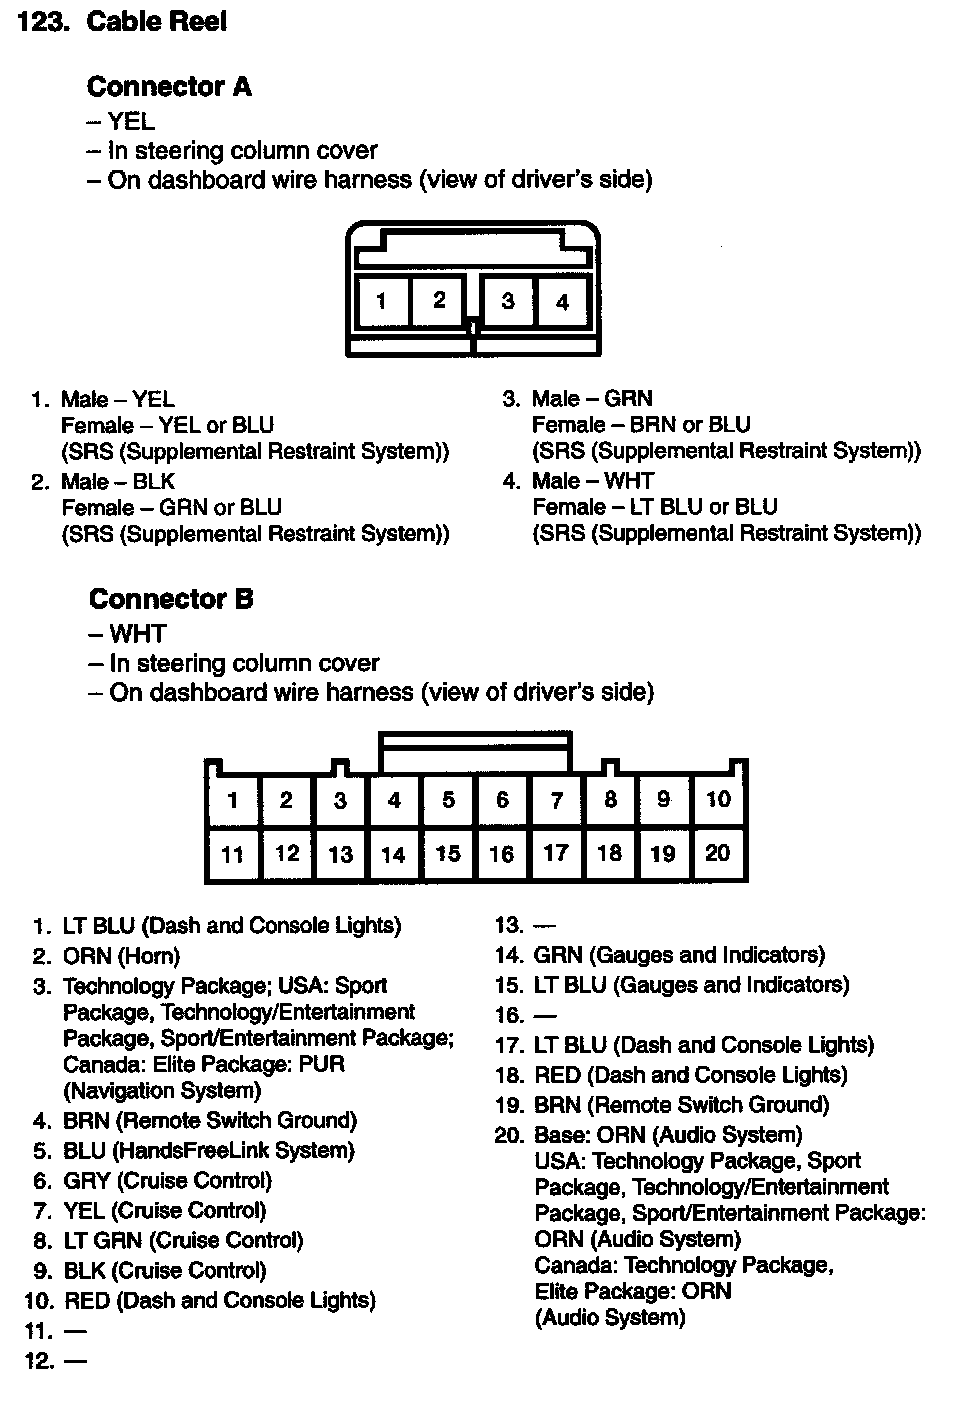 123. Cable Reel
Connector A
– YEL
– In steering column cover
– On dashboard wire harness (view of driver's side)
1 2 3 4
1. Male – YEL
Female – YEL or BLU
(SRS (Supplemental Restraint System))
2. Male – BLK
Female – GRN or BLU
(SRS (Supplemental Restraint System))
3. Male – GRN
Female – BRN or BLU
(SRS (Supplemental Restraint System))
4. Male – WHT
Female – LT BLU or BLU
(SRS (Supplemental Restraint System))
Connector B
– WHT
– In steering column cover
– On dashboard wire harness (view of driver's side)
1 2 3 4 5 6 7 8 9 10
11 12 13 14 15 16 17 18 19 20
1. LT BLU (Dash and Console Lights)
2. ORN (Horn)
3. Technology Package; USA: Sport
Package, Technology/Entertainment
Package, Sport/Entertainment Package;
Canada: Elite Package: PUR
(Navigation System)
4. BRN (Remote Switch Ground)
5. BLU (HandsFreeLink System)
6. GRY (Cruise Control)
7. YEL (Cruise Control)
8. LT GRN (Cruise Control)
9. BLK (Cruise Control)
10. RED (Dash and Console Lights)
11. —
12. —
13. —
14. GRN (Gauges and Indicators)
15. LT BLU (Gauges and Indicators)
16. —
17. LT BLU (Dash and Console Lights)
18. RED (Dash and Console Lights)
19. BRN (Remote Switch Ground)
20. Base: ORN (Audio System)
USA: Technology Package, Sport
Package, Technology/Entertainment
Package, Sport/Entertainment Package:
ORN (Audio System)
Canada: Technology Package,
Elite Package: ORN
(Audio System)